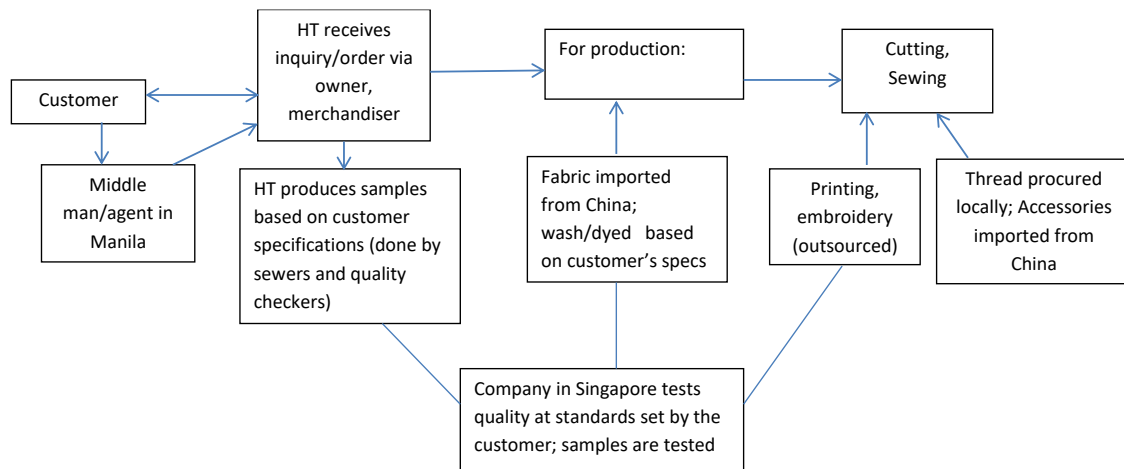 Customer
Middle
man/agent in
Manila
HT receives
inquiry/order via
owner,
merchandiser
HT produces samples
based on customer
specifications (done by
sewers and quality
checkers)
For production:
Fabric imported
from China;
wash/dyed based
on customer’s specs
Cutting,
Sewing
Printing,
embroidery
(outsourced)
Thread procured
locally; Accessories
imported from
China
Company in Singapore tests
quality at standards set by the
customer; samples are tested